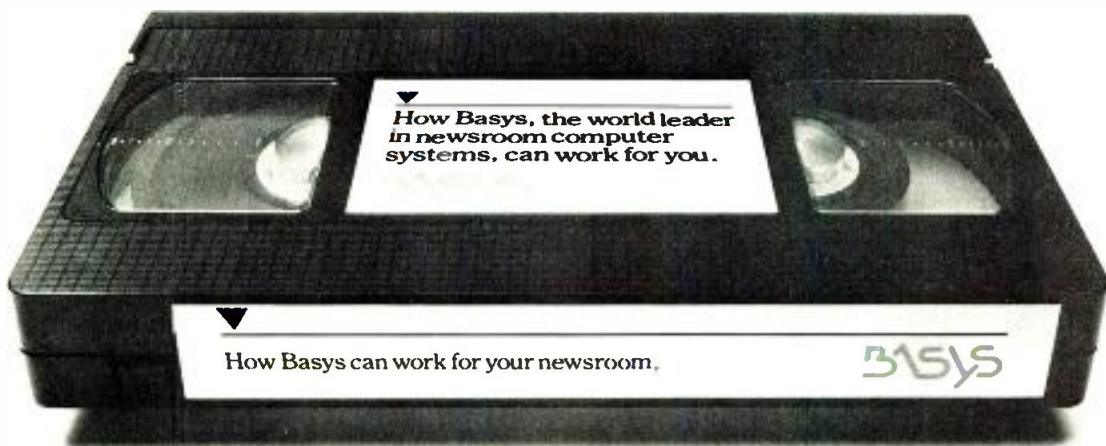 How Basys, the world leader
in newsroom computer
systems, can work for you.
How Basys can work for your newsroom.
BASYS